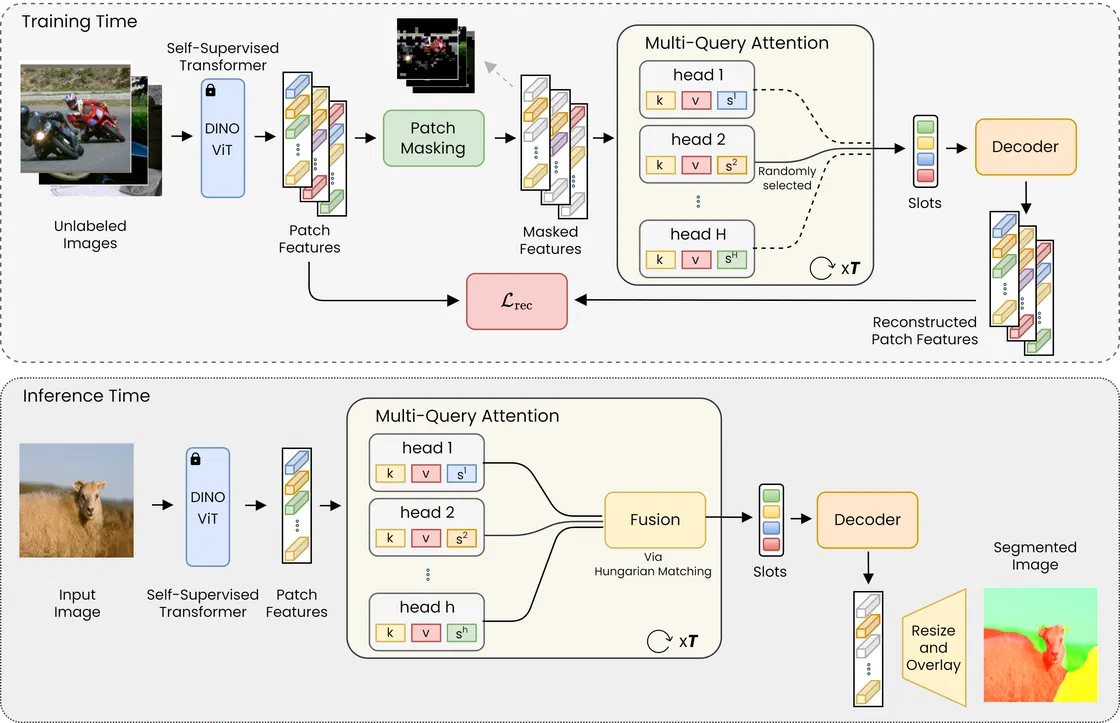 Training Time
Self-Supervised
Transformer
DINO
ViT
Unlabeled
Images
Patch
Features
Patch
Masking
Masked
Features
Multi-Query Attention
head 1
k v s¹
head 2
k v s²
head H
k v sᴴ
Randomly
selected
xT
Slots
Decoder
ℒrec
Reconstructed
Patch Features
Inference Time
Input
Image
DINO
ViT
Self-Supervised
Transformer
Patch
Features
Multi-Query Attention
head 1
k v s¹
head 2
k v s²
head h
k v sʰ
Fusion
Via
Hungarian Matching
xT
Slots
Decoder
Resize
and
Overlay
Segmented
Image